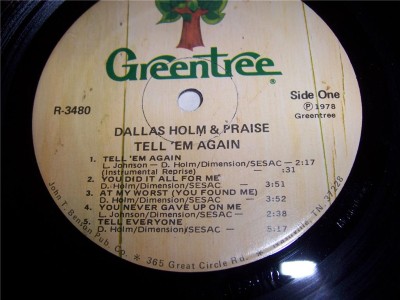 Greentree®
R-3480
Side One
℗ 1978
Greentree
DALLAS HOLM & PRAISE
TELL 'EM AGAIN
1. TELL 'EM AGAIN
L. Johnson - D. Holm/Dimension/SESAC - 2:17
(Instrumental Reprise) - :31
2. YOU DID IT ALL FOR ME
D. Holm/Dimension/SESAC - 3:51
3. AT MY WORST (YOU FOUND ME)
D. Holm/Dimension/SESAC - 3:52
4. YOU NEVER GAVE UP ON ME
L. Johnson/Dimension/SESAC - 2:38
5. TELL EVERYONE
D. Holm/Dimension/SESAC - 5:17
John T. Benson Pub. Co. * 365 Great Circle Rd. TN. 37228